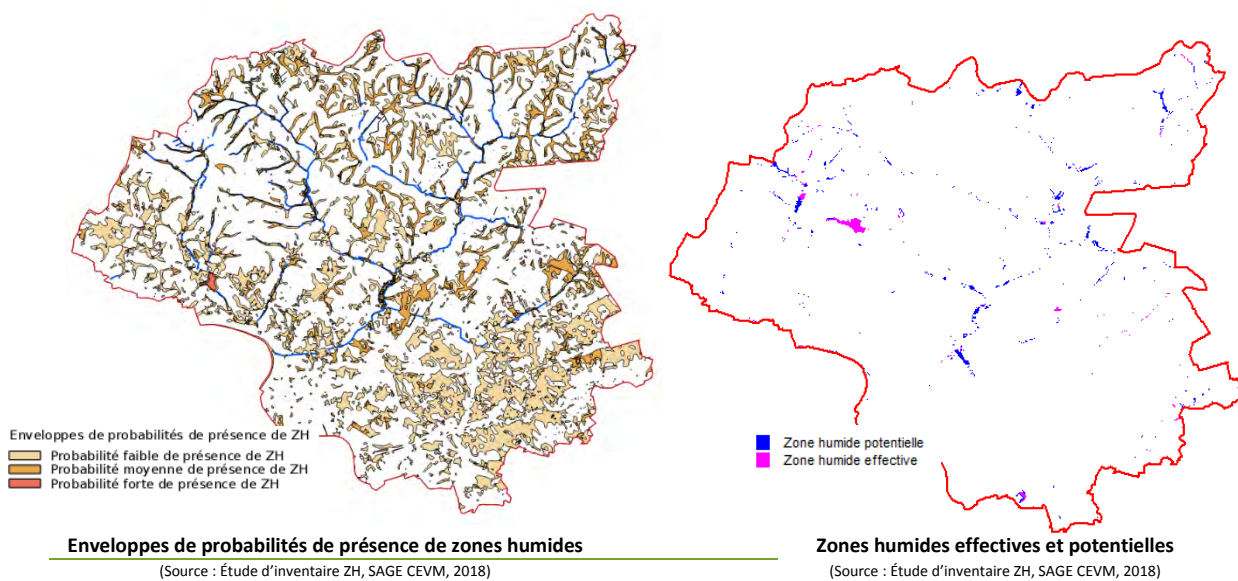 Enveloppes de probabilités de présence de ZH
Probabilité faible de présence de ZH
Probabilité moyenne de présence de ZH
Probabilité forte de présence de ZH
Zone humide potentielle
Zone humide effective
Enveloppes de probabilités de présence de zones humides
(Source : Étude d'inventaire ZH, SAGE CEVM, 2018)
Zones humides effectives et potentielles
(Source : Étude d'inventaire ZH, SAGE CEVM, 2018)